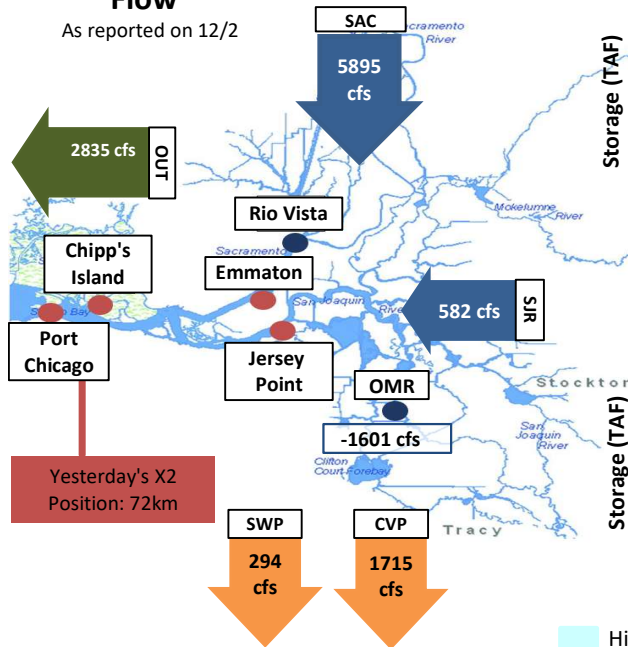 Flow
As reported on 12/2
SAC
Sacramento
River
5895
cfs
Storage (TAF)
2835 cfs
OUT
Mokelumne
River
Rio Vista
Chipp's
Island
Sacramento
Emmaton
San Joaquin
River
582 cfs
SJR
Port
Chicago
Jersey
Point
OMR
Stockton
-1601 cfs
San
Joaquin
River
Storage (TAF)
Clifton
Court Forebay
Yesterday's X2
Position: 72km
Tracy
SWP
CVP
294
cfs
1715
cfs
Hi